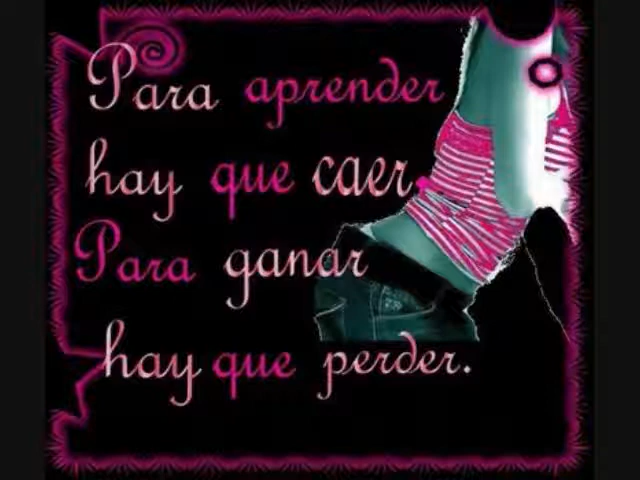 Para aprender
hay que caer.
Para ganar
hay que perder.